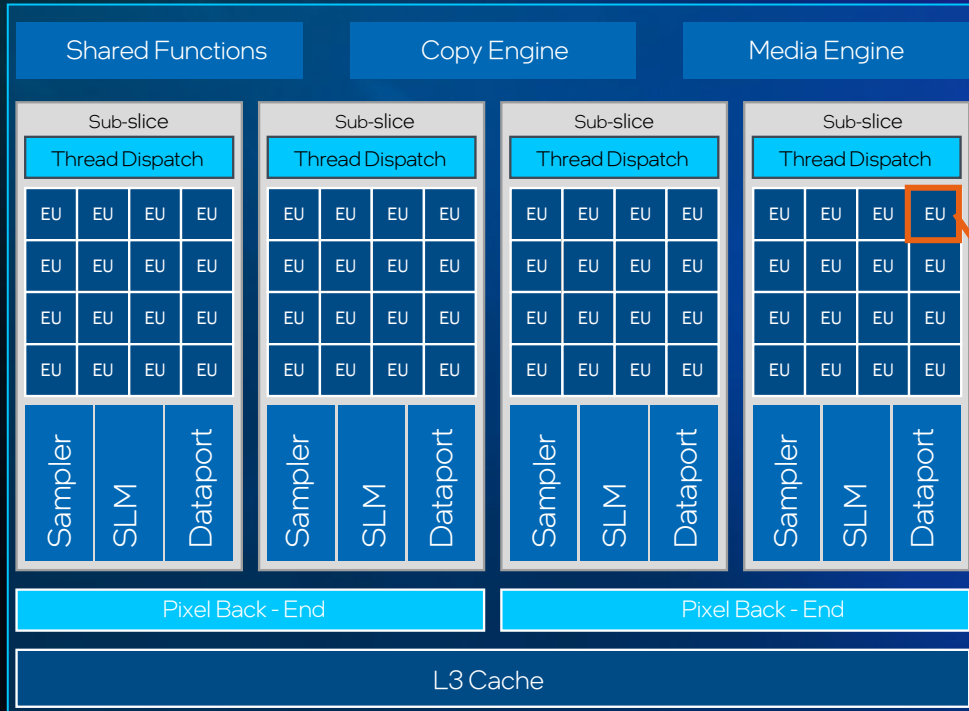 Shared Functions Copy Engine Media Engine
Sub-slice Sub-slice Sub-slice Sub-slice
Thread Dispatch Thread Dispatch Thread Dispatch Thread Dispatch
EU EU EU EU EU EU EU EU EU EU EU EU EU EU EU EU
EU EU EU EU EU EU EU EU EU EU EU EU EU EU EU EU
EU EU EU EU EU EU EU EU EU EU EU EU EU EU EU EU
EU EU EU EU EU EU EU EU EU EU EU EU EU EU EU EU
Sampler SLM Dataport Sampler SLM Dataport Sampler SLM Dataport Sampler SLM Dataport
Pixel Back - End Pixel Back - End
L3 Cache